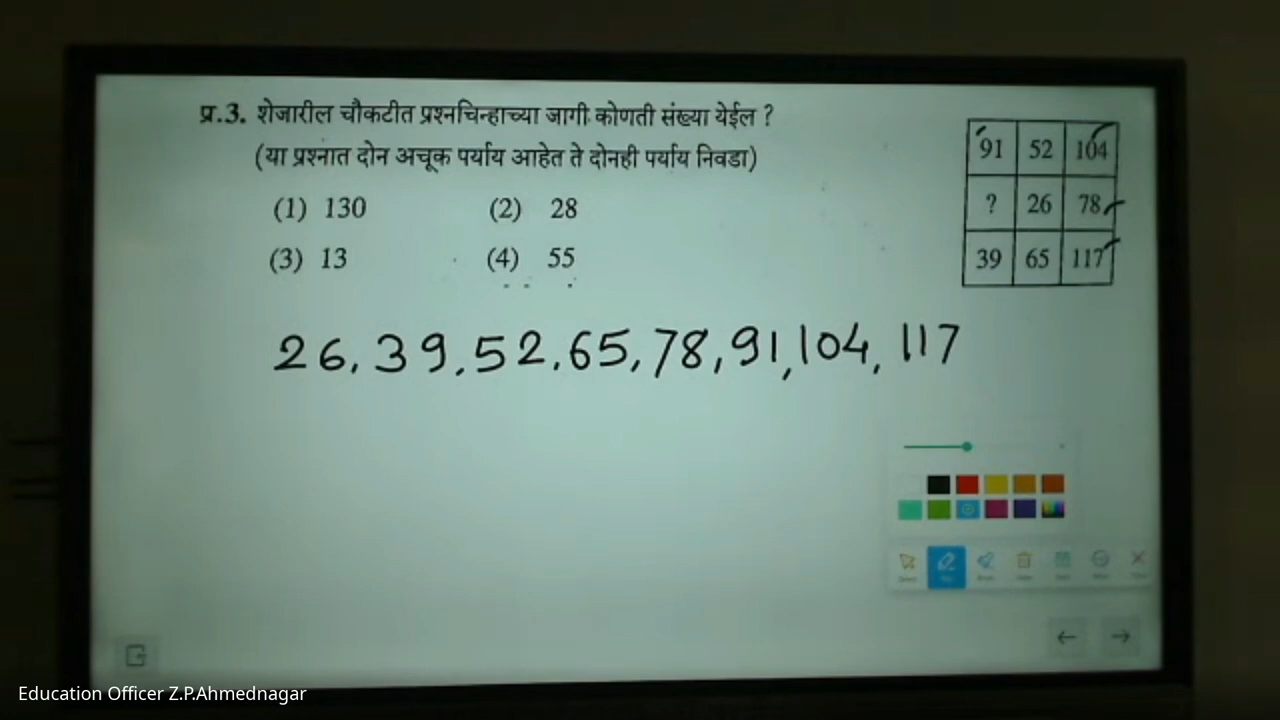 प्र.3. शेजारील चौकटीत प्रश्नचिन्हाच्या जागी कोणती संख्या येईल ?
(या प्रश्नात दोन अचूक पर्याय आहेत ते दोनही पर्याय निवडा)
(1) 130 (2) 28
(3) 13 (4) 55
91 52 104
? 26 78
39 65 117
26, 39, 52, 65, 78, 91, 104, 117
Education Officer Z.P.Ahmednagar